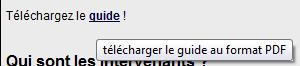 Téléchargez le guide !
télécharger le guide au format PDF
Qui sont les intervenants ?